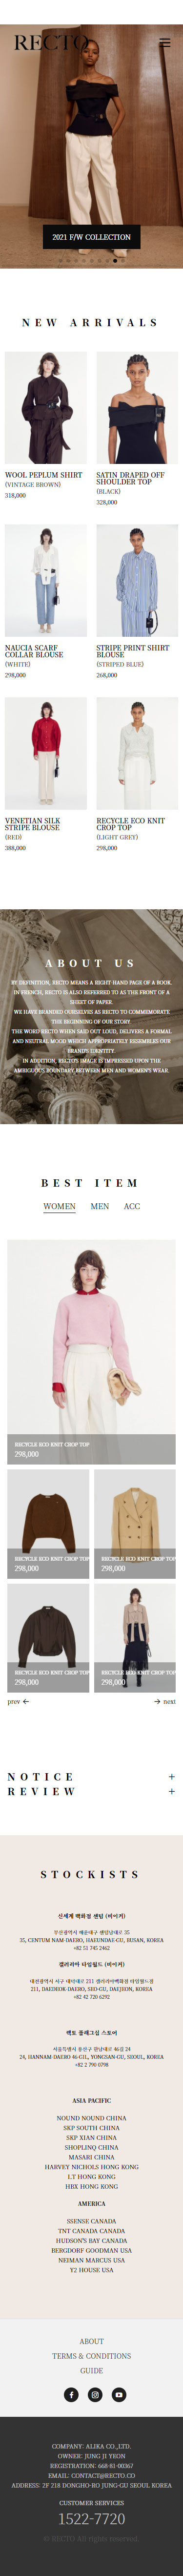 RECTO
2021 F/W COLLECTION
NEW ARRIVALS
WOOL PEPLUM SHIRT
(VINTAGE BROWN)
318,000
SATIN DRAPED OFF
SHOULDER TOP
(BLACK)
328,000
NAUCIA SCARF
COLLAR BLOUSE
(WHITE)
298,000
STRIPE PRINT SHIRT
BLOUSE
(STRIPED BLUE)
268,000
VENETIAN SILK
STRIPE BLOUSE
(RED)
388,000
RECYCLE ECO KNIT
CROP TOP
(LIGHT GREY)
298,000
ABOUT US
BY DEFINITION, RECTO MEANS A RIGHT-HAND PAGE OF A BOOK.
IN FRENCH, RECTO IS ALSO REFERRED TO AS THE FRONT OF A
SHEET OF PAPER.
WE HAVE BRANDED OURSELVES AS RECTO TO COMMEMORATE
THE BEGINNING OF OUR STORY.
THE WORD RECTO WHEN SAID OUT LOUD, DELIVERS A FORMAL
AND NEUTRAL MOOD WHICH APPROPRIATELY RESEMBLES OUR
BRAND'S IDENTITY.
IN ADDITION, RECTO'S IMAGE IS IMPRESSED UPON THE
AMBIGUOUS BOUNDARY BETWEEN MEN AND WOMEN'S WEAR.
BEST ITEM
WOMEN MEN ACC
RECYCLE ECO KNIT CROP TOP
298,000
RECYCLE ECO KNIT CROP TOP
298,000
RECYCLE ECO KNIT CROP TOP
298,000
RECYCLE ECO KNIT CROP TOP
298,000
RECYCLE ECO KNIT CROP TOP
298,000
prev ← → next
NOTICE +
REVIEW +
STOCKISTS
신세계 백화점 센텀 (비이커)
부산광역시 해운대구 센텀남대로 35
35, CENTUM NAM-DAERO, HAEUNDAE-GU, BUSAN, KOREA
+82 51 745 2462
갤러리아 타임월드 (비이커)
대전광역시 서구 대덕대로 211 갤러리아백화점 타임월드점
211, DAEDEOK-DAERO, SEO-GU, DAEJEON, KOREA
+82 42 720 6292
렉토 플래그십 스토어
서울특별시 용산구 한남대로 46길 24
24, HANNAM-DAERO 46-GIL, YONGSAN-GU, SEOUL, KOREA
+82 2 790 0798
ASIA PACIFIC
NOUND NOUND CHINA
SKP SOUTH CHINA
SKP XIAN CHINA
SHOPLINQ CHINA
MASARI CHINA
HARVEY NICHOLS HONG KONG
I.T HONG KONG
HBX HONG KONG
AMERICA
SSENSE CANADA
TNT CANADA CANADA
HUDSON'S BAY CANADA
BERGDORF GOODMAN USA
NEIMAN MARCUS USA
Y2 HOUSE USA
ABOUT
TERMS & CONDITIONS
GUIDE
COMPANY: ALIKA CO.,LTD.
OWNER: JUNG JI YEON
REGISTRATION: 668-81-00367
EMAIL: CONTACT@RECTO.CO
ADDRESS: 2F 218 DONGHO-RO JUNG-GU SEOUL KOREA
CUSTOMER SERVICES
1522-7720
© RECTO All rights reserved.